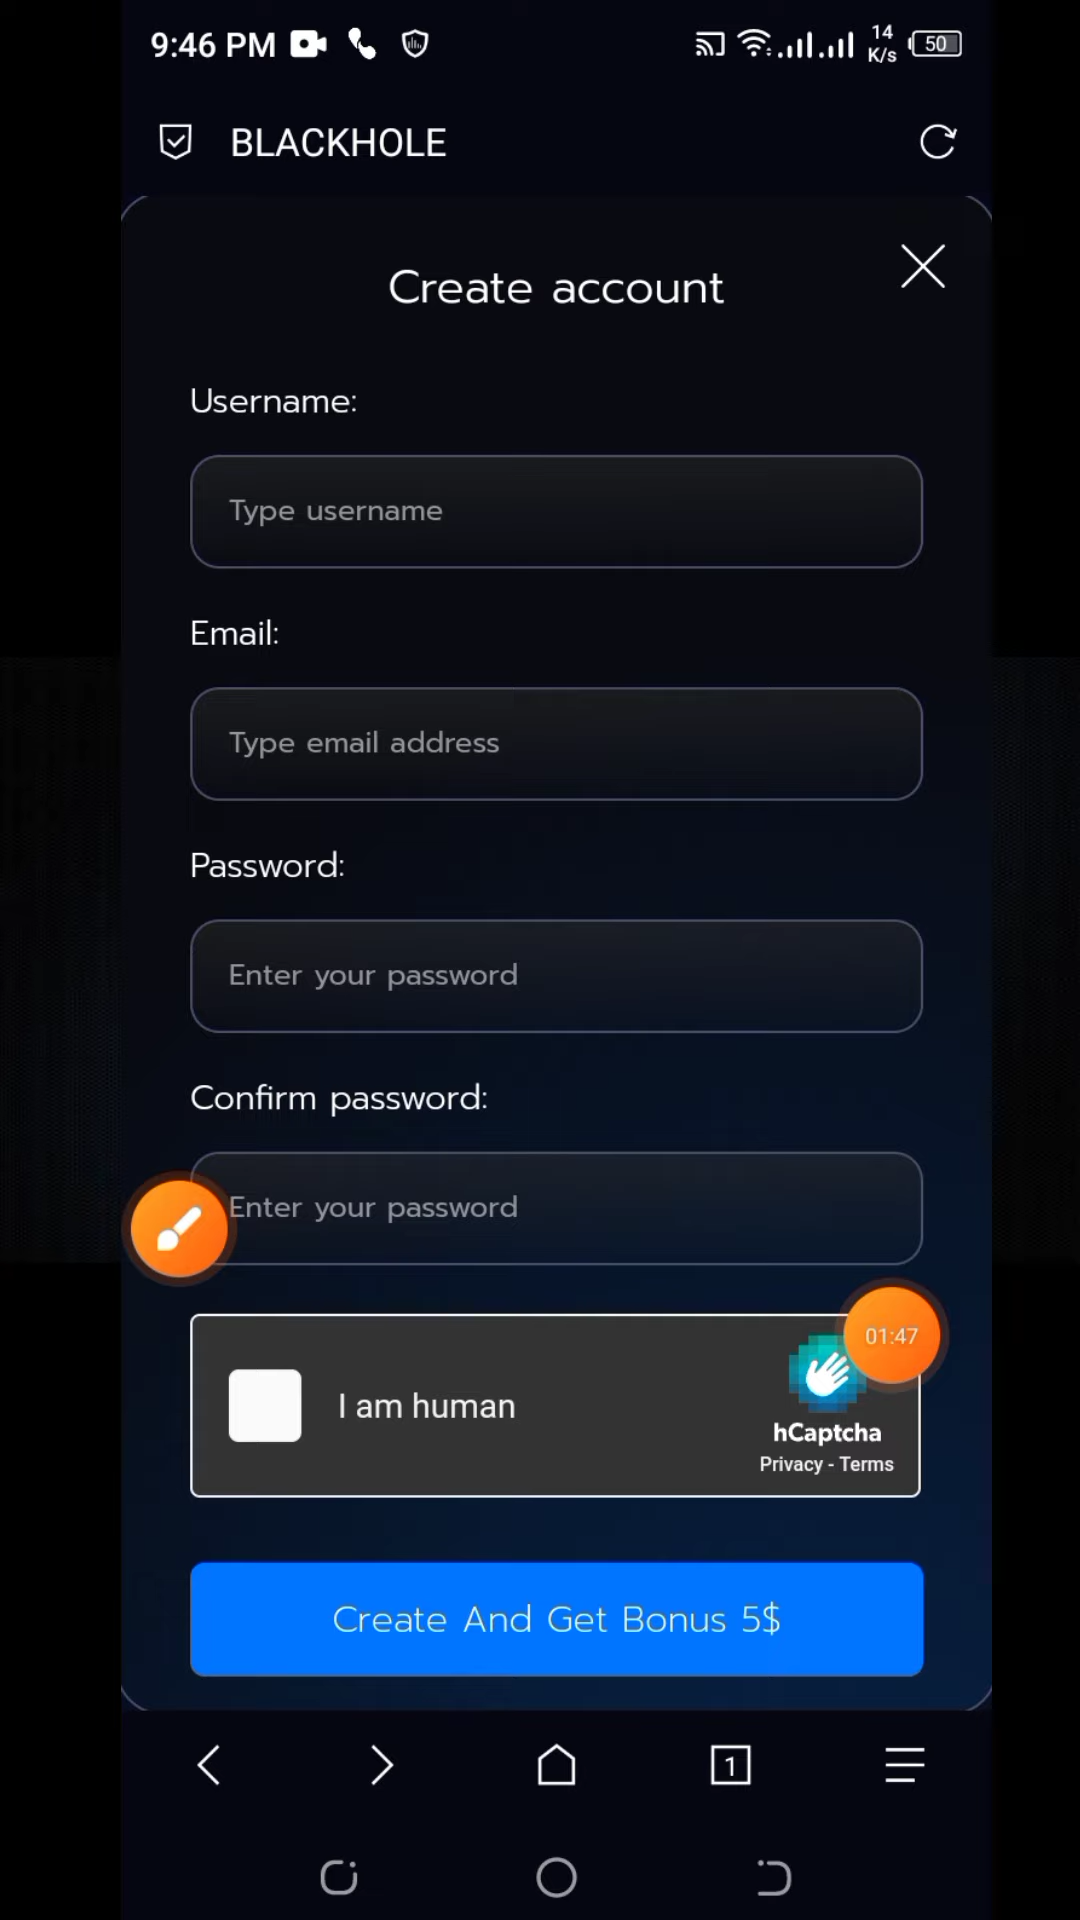 9:46 PM
14
K/s
50
BLACKHOLE
Create account
Username:
Type username
Email:
Type email address
Password:
Enter your password
Confirm password:
Enter your password
01:47
I am human
hCaptcha
Privacy - Terms
Create And Get Bonus 5$
1